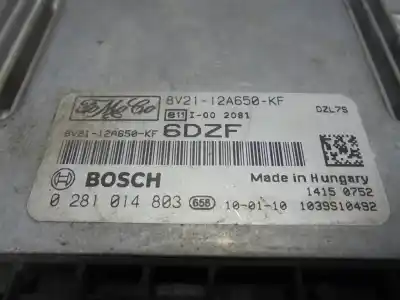 FoMoCo 8V21-12A650-KF
e11 I-00 2081 DZL7S
8V21-12A650-KF 6DZF
BOSCH Made in Hungary
1415 0752
0 281 014 803 658 10-01-10 1039S10492